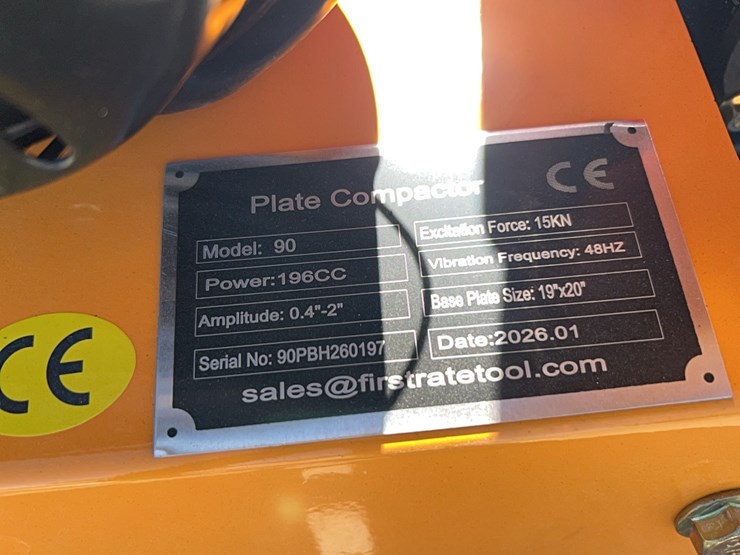 Plate Compactor
CE
Model: 90
Excitation Force: 15KN
Power:196CC
Vibration Frequency: 48HZ
Amplitude: 0.4"-2"
Base Plate Size: 19"x20"
Serial No: 90PBH260197
Date:2026.01
sales@firstratetool.com
CE